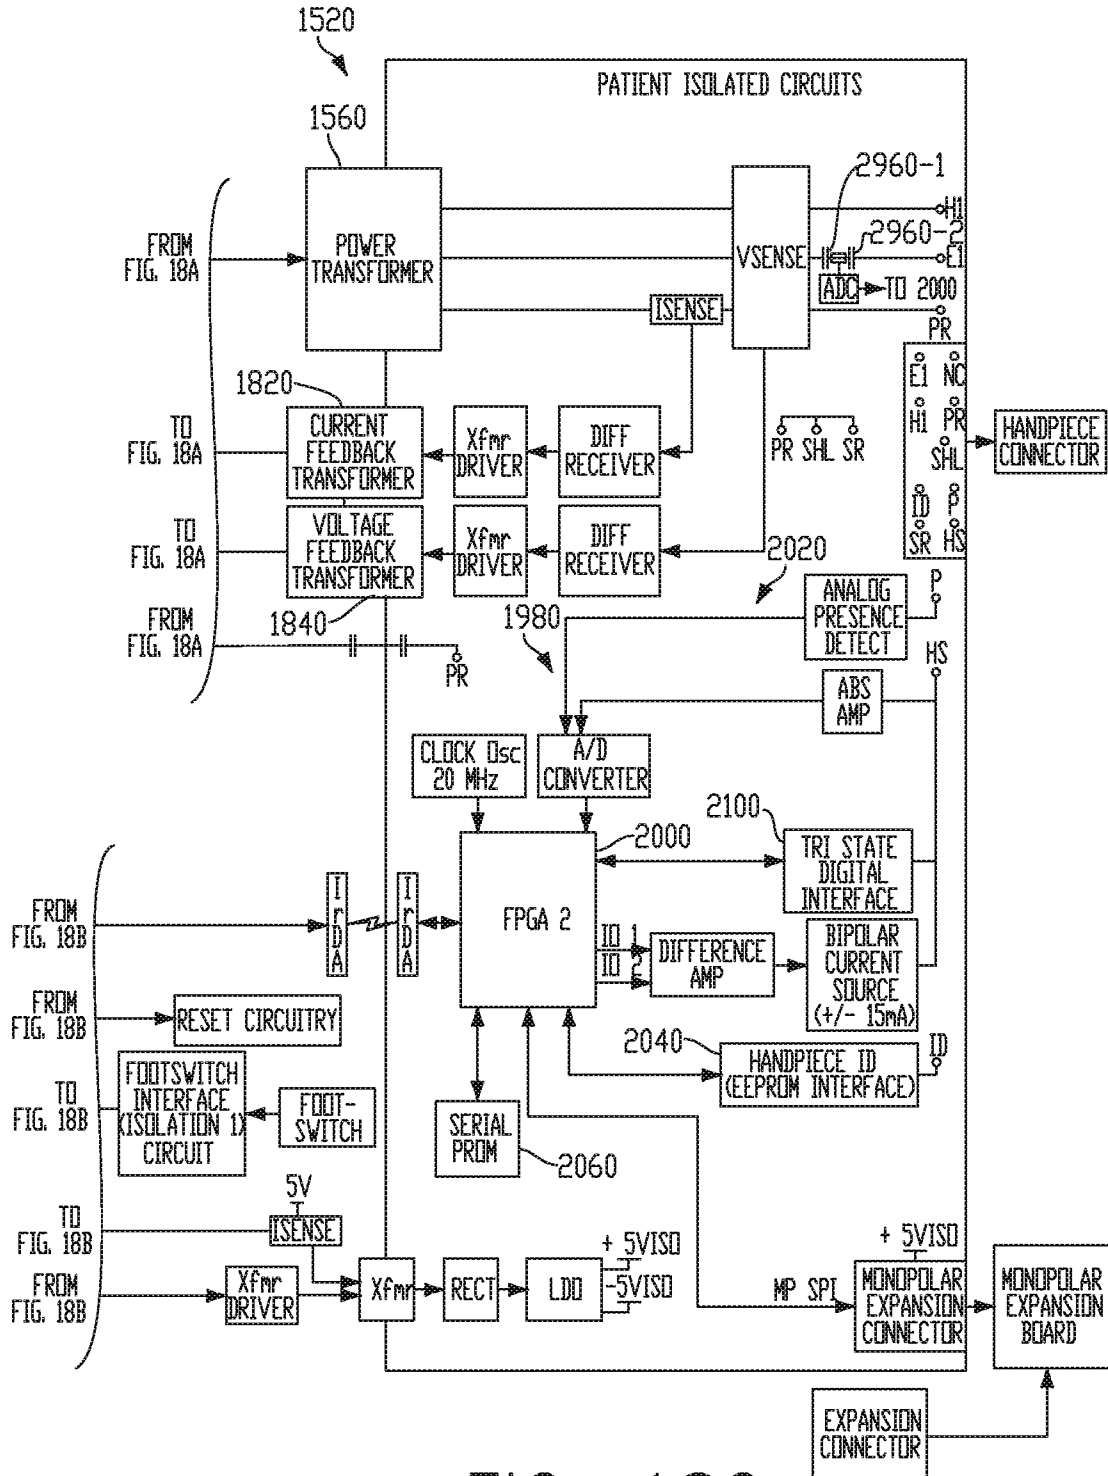 1520
PATIENT ISOLATED CIRCUITS
1560
2960-1
H1
FROM
FIG. 18A
POWER
TRANSFORMER
VSENSE
2960-2
E1
ADC
TO 2000
ISENSE
PR
1820
E1 NC
TO
FIG. 18A
CURRENT
FEEDBACK
TRANSFORMER
Xfmr
DRIVER
DIFF
RECEIVER
PR SHL SR
H1 PR
SHL
HANDPIECE
CONNECTOR
ID P
SR HS
TO
FIG. 18A
VOLTAGE
FEEDBACK
TRANSFORMER
Xfmr
DRIVER
DIFF
RECEIVER
2020
1840
1980
ANALOG
PRESENCE
DETECT
P
FROM
FIG. 18A
PR
HS
ABS
AMP
CLOCK Osc
20 MHz
A/D
CONVERTER
2100
2000
TRI STATE
DIGITAL
INTERFACE
FROM
FIG. 18B
IrDA
IrDA
FPGA 2
IO 1
IO 2
DIFFERENCE
AMP
BIPOLAR
CURRENT
SOURCE
(+/- 15mA)
FROM
FIG. 18B
RESET CIRCUITRY
2040
HANDPIECE ID
(EEPROM INTERFACE)
ID
TO
FIG. 18B
FOOTSWITCH
INTERFACE
(ISOLATION 1)
CIRCUIT
FOOT-
SWITCH
SERIAL
PROM
2060
5V
TO
FIG. 18B
ISENSE
+ 5VISO
-5VISO
+ 5VISO
FROM
FIG. 18B
Xfmr
DRIVER
Xfmr
RECT
LDO
MP SPI
MONOPOLAR
EXPANSION
CONNECTOR
MONOPOLAR
EXPANSION
BOARD
EXPANSION
CONNECTOR